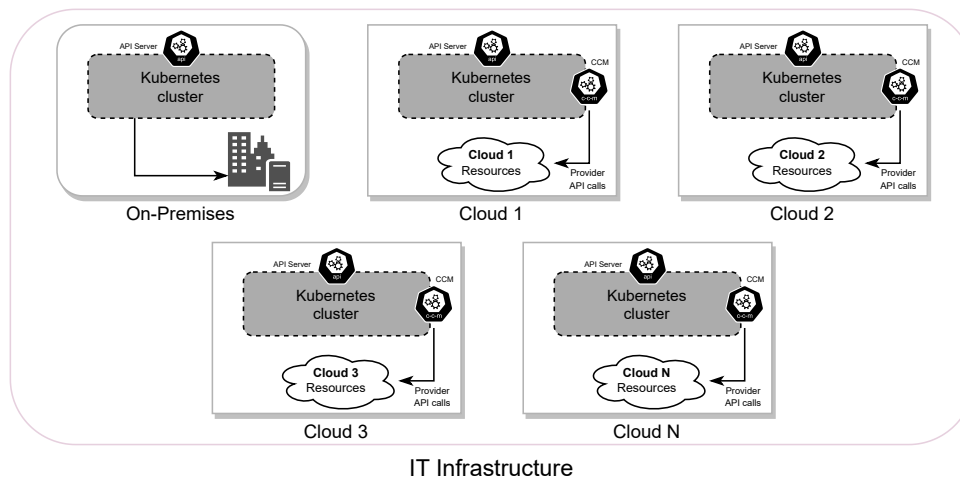 API Server
api
Kubernetes
cluster
On-Premises
API Server
api
CCM
Kubernetes
cluster
c-c-m
Cloud 1
Resources
Provider
API calls
Cloud 1
API Server
api
CCM
Kubernetes
cluster
c-c-m
Cloud 2
Resources
Provider
API calls
Cloud 2
API Server
api
CCM
Kubernetes
cluster
c-c-m
Cloud 3
Resources
Provider
API calls
Cloud 3
API Server
api
CCM
Kubernetes
cluster
c-c-m
Cloud N
Resources
Provider
API calls
Cloud N
IT Infrastructure